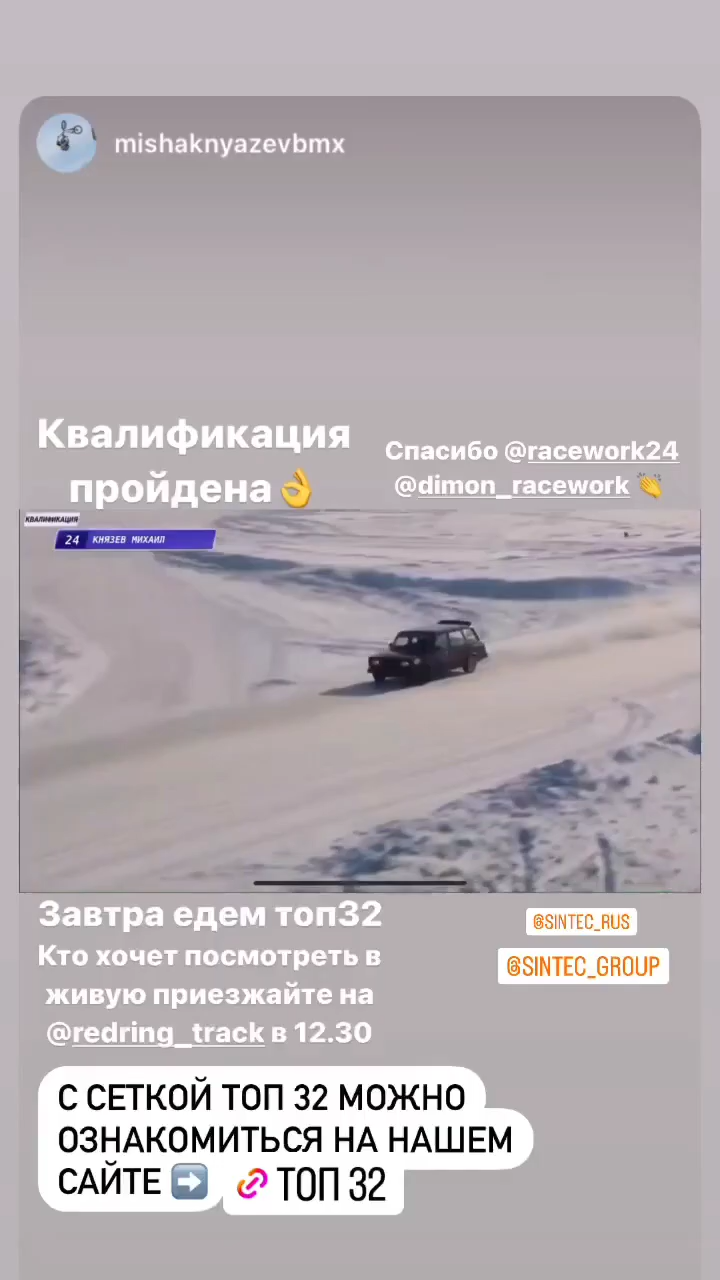 mishaknyazevbmx
Квалификация
пройдена👌
Спасибо @racework24
@dimon_racework 👏
КВАЛИФИКАЦИЯ
24 КНЯЗЕВ МИХАИЛ
Завтра едем топ32
Кто хочет посмотреть в
живую приезжайте на
@redring_track в 12.30
@SINTEC_RUS
@SINTEC_GROUP
С СЕТКОЙ ТОП 32 МОЖНО
ОЗНАКОМИТЬСЯ НА НАШЕМ
САЙТЕ ➡️ ТОП 32